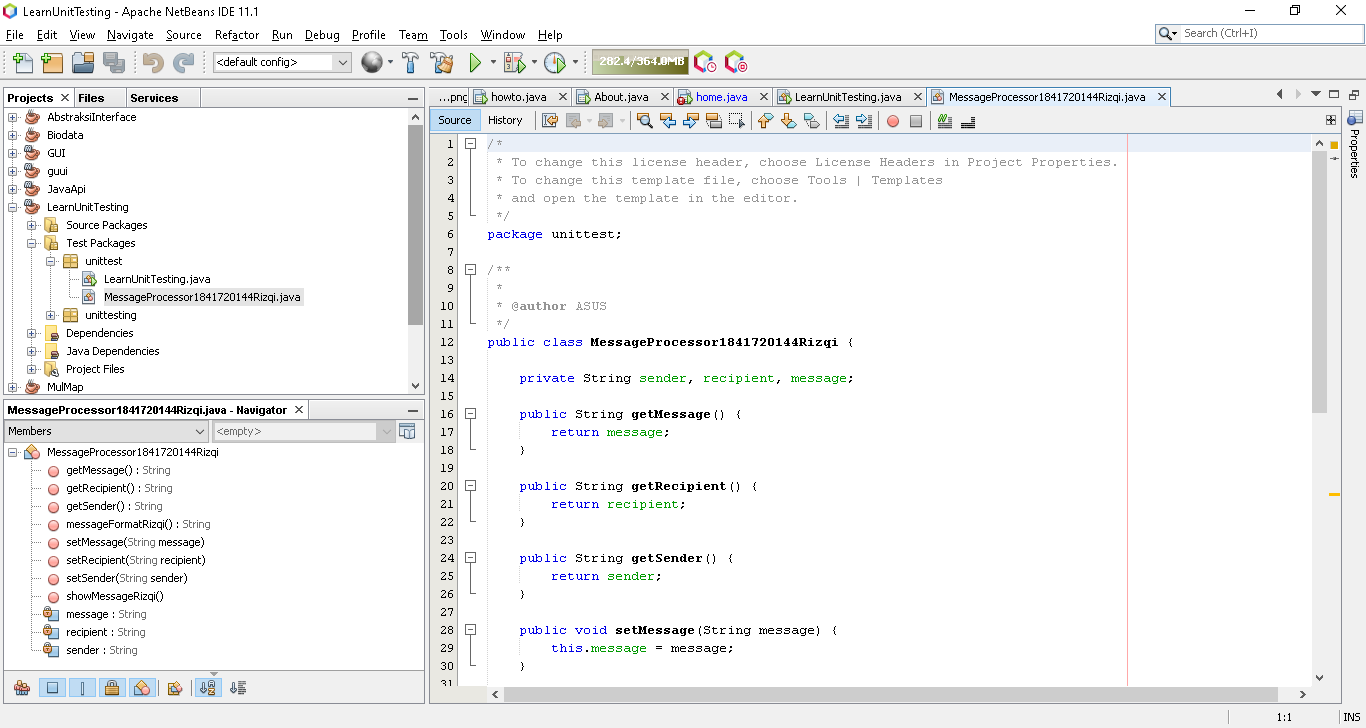 LearnUnitTesting - Apache NetBeans IDE 11.1
File Edit View Navigate Source Refactor Run Debug Profile Team Tools Window Help
Search (Ctrl+I)
<default config>
282.4/364.0MB
Projects Files Services
AbstraksiInterface
Biodata
GUI
guui
JavaApi
LearnUnitTesting
Source Packages
Test Packages
unittest
LearnUnitTesting.java
MessageProcessor1841720144Rizqi.java
unittesting
Dependencies
Java Dependencies
Project Files
MulMap
MessageProcessor1841720144Rizqi.java - Navigator
Members
<empty>
MessageProcessor1841720144Rizqi
getMessage() : String
getRecipient() : String
getSender() : String
messageFormatRizqi() : String
setMessage(String message)
setRecipient(String recipient)
setSender(String sender)
showMessageRizqi()
message : String
recipient : String
sender : String
...png howto.java About.java home.java LearnUnitTesting.java MessageProcessor1841720144Rizqi.java
Source History
1 /*
2 * To change this license header, choose License Headers in Project Properties.
3 * To change this template file, choose Tools | Templates
4 * and open the template in the editor.
5 */
6 package unittest;
7
8 /**
9 *
10 * @author ASUS
11 */
12 public class MessageProcessor1841720144Rizqi {
13
14 private String sender, recipient, message;
15
16 public String getMessage() {
17 return message;
18 }
19
20 public String getRecipient() {
21 return recipient;
22 }
23
24 public String getSender() {
25 return sender;
26 }
27
28 public void setMessage(String message) {
29 this.message = message;
30 }
31
Properties
1:1 INS